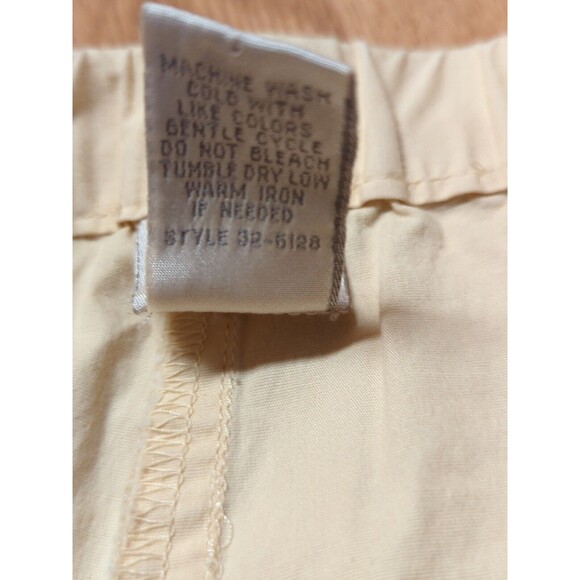 MACHINE WASH
COLD WITH
LIKE COLORS
GENTLE CYCLE
DO NOT BLEACH
TUMBLE DRY LOW
WARM IRON
IF NEEDED
STYLE 32-5128